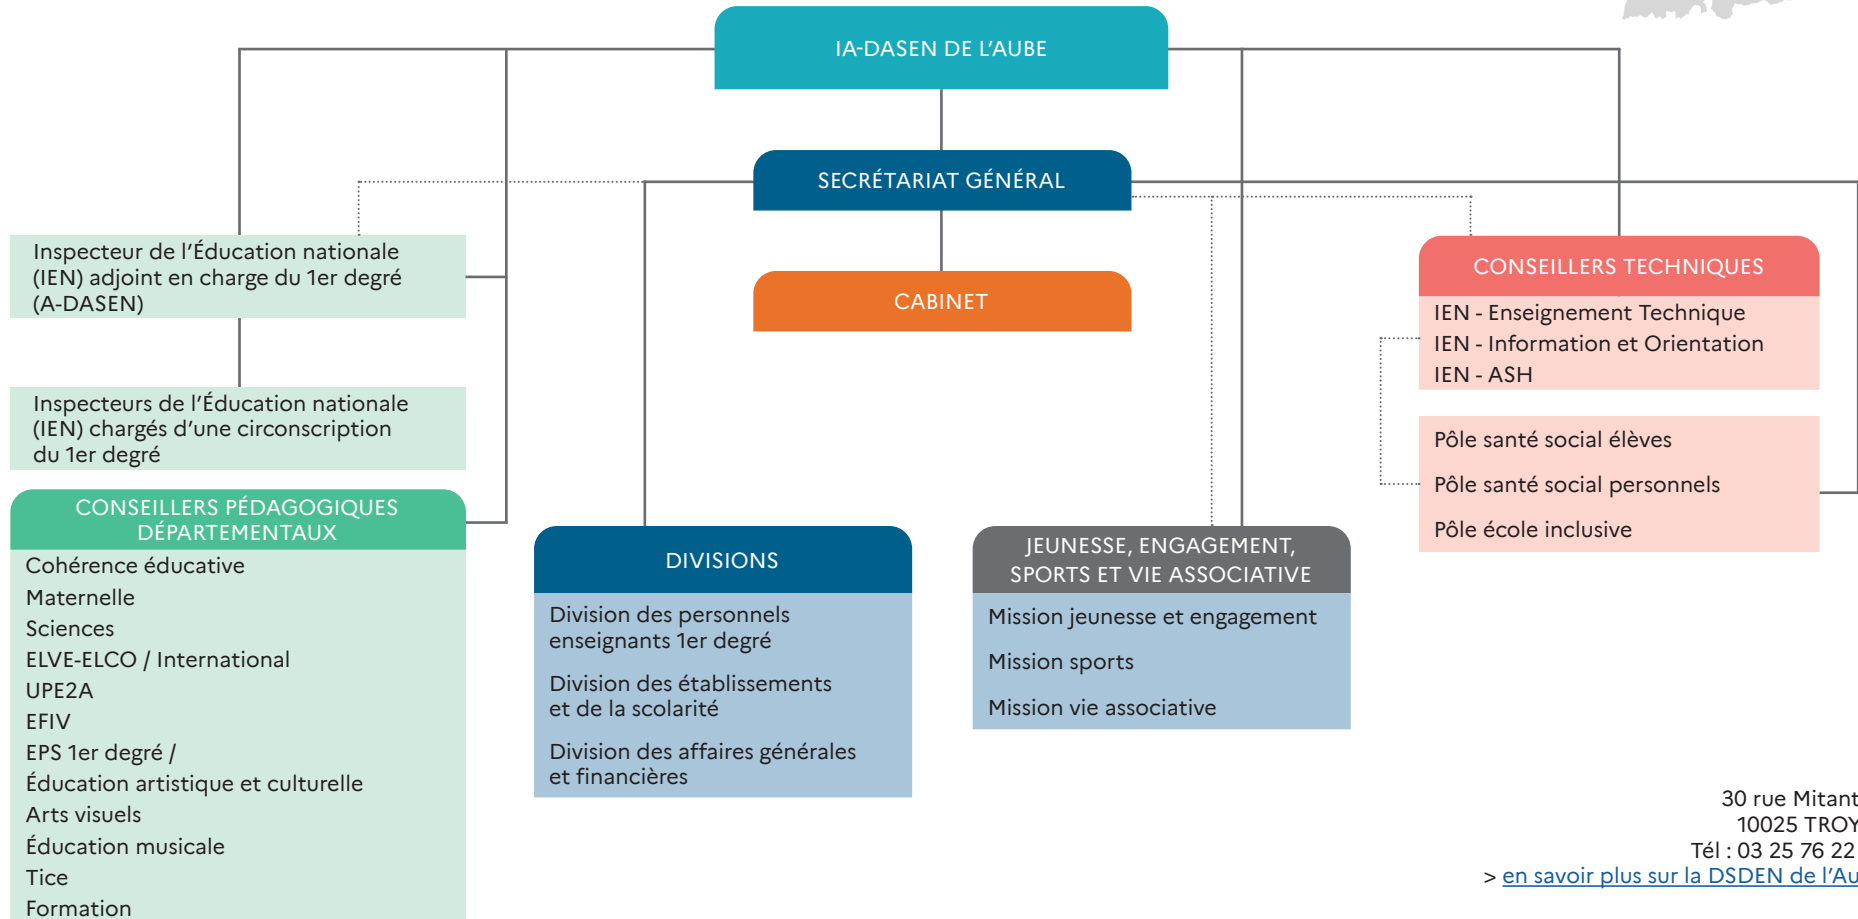 IA-DASEN DE L'AUBE
SECRÉTARIAT GÉNÉRAL
CABINET
Inspecteur de l'Éducation nationale
(IEN) adjoint en charge du 1er degré
(A-DASEN)
Inspecteurs de l'Éducation nationale
(IEN) chargés d'une circonscription
du 1er degré
CONSEILLERS PÉDAGOGIQUES
DÉPARTEMENTAUX
Cohérence éducative
Maternelle
Sciences
ELVE-ELCO / International
UPE2A
EFIV
EPS 1er degré /
Éducation artistique et culturelle
Arts visuels
Éducation musicale
Tice
Formation
DIVISIONS
Division des personnels
enseignants 1er degré
Division des établissements
et de la scolarité
Division des affaires générales
et financières
JEUNESSE, ENGAGEMENT,
SPORTS ET VIE ASSOCIATIVE
Mission jeunesse et engagement
Mission sports
Mission vie associative
CONSEILLERS TECHNIQUES
IEN - Enseignement Technique
IEN - Information et Orientation
IEN - ASH
Pôle santé social élèves
Pôle santé social personnels
Pôle école inclusive
30 rue Mitant
10025 TROY
Tél : 03 25 76 22
> en savoir plus sur la DSDEN de l'Au